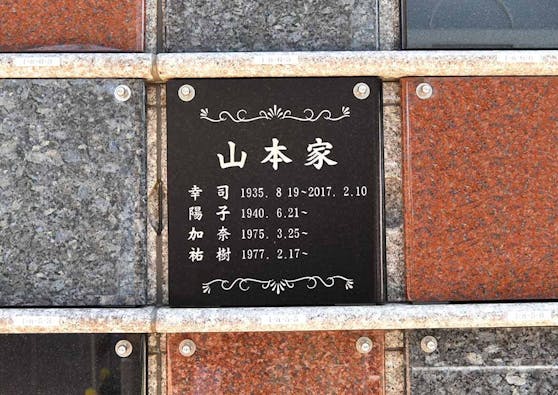 山本家
幸 司 1935. 8 19~2017. 2.10
陽 子 1940. 6.21~
加 奈 1975. 3.25~
祐 樹 1977. 2.17~